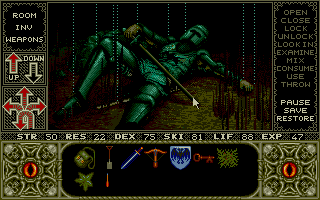 ROOM
INV
WEAPONS
UP
DOWN
OPEN
CLOSE
LOCK
UNLOCK
LOOK IN
EXAMINE
MIX
CONSUME
USE
THROW
PAUSE
SAVE
RESTORE
STR 50 RES 22 DEX 75 SKI 81 LIF 88 EXP 47